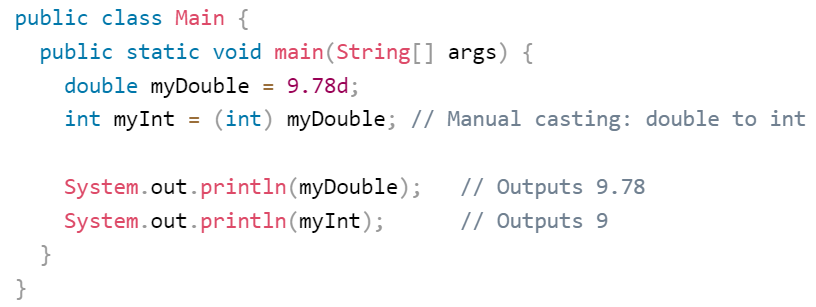 public class Main {
  public static void main(String[] args) {
    double myDouble = 9.78d;
    int myInt = (int) myDouble; // Manual casting: double to int

    System.out.println(myDouble);   // Outputs 9.78
    System.out.println(myInt);      // Outputs 9
  }
}